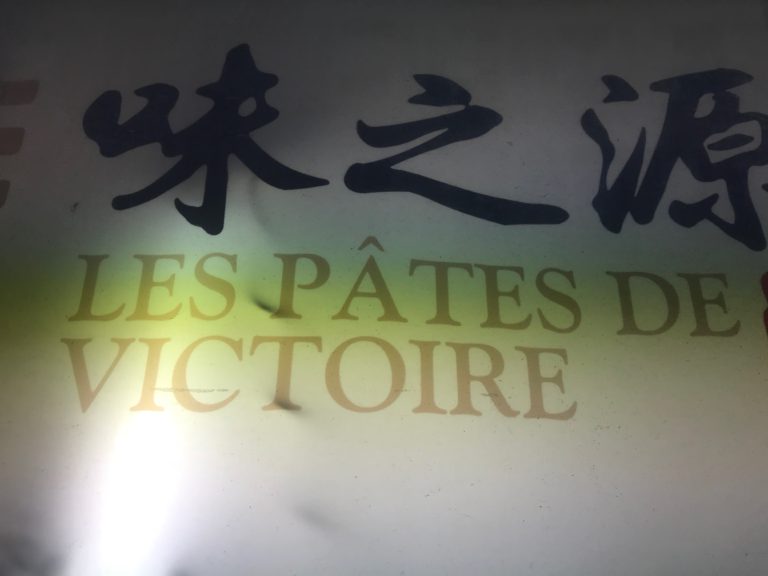 味之源
LES PÂTES DE
VICTOIRE